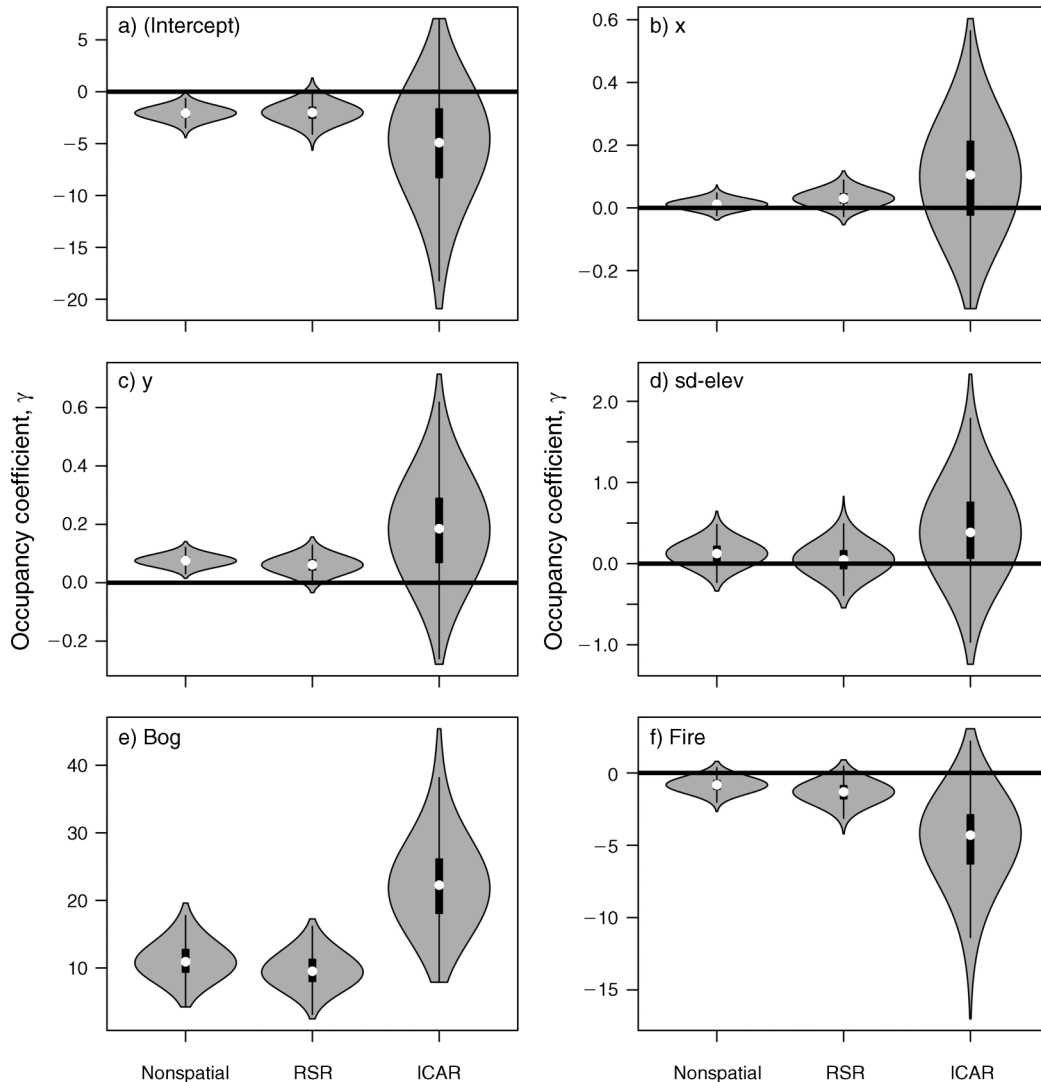 a) (Intercept)
5
0
−5
−10
−15
−20
b) x
0.6
0.4
0.2
0.0
−0.2
c) y
0.6
0.4
0.2
0.0
−0.2
Occupancy coefficient, γ
d) sd-elev
2.0
1.0
0.0
−1.0
Occupancy coefficient, γ
e) Bog
40
30
20
10
Nonspatial RSR ICAR
f) Fire
0
−5
−10
−15
Nonspatial RSR ICAR